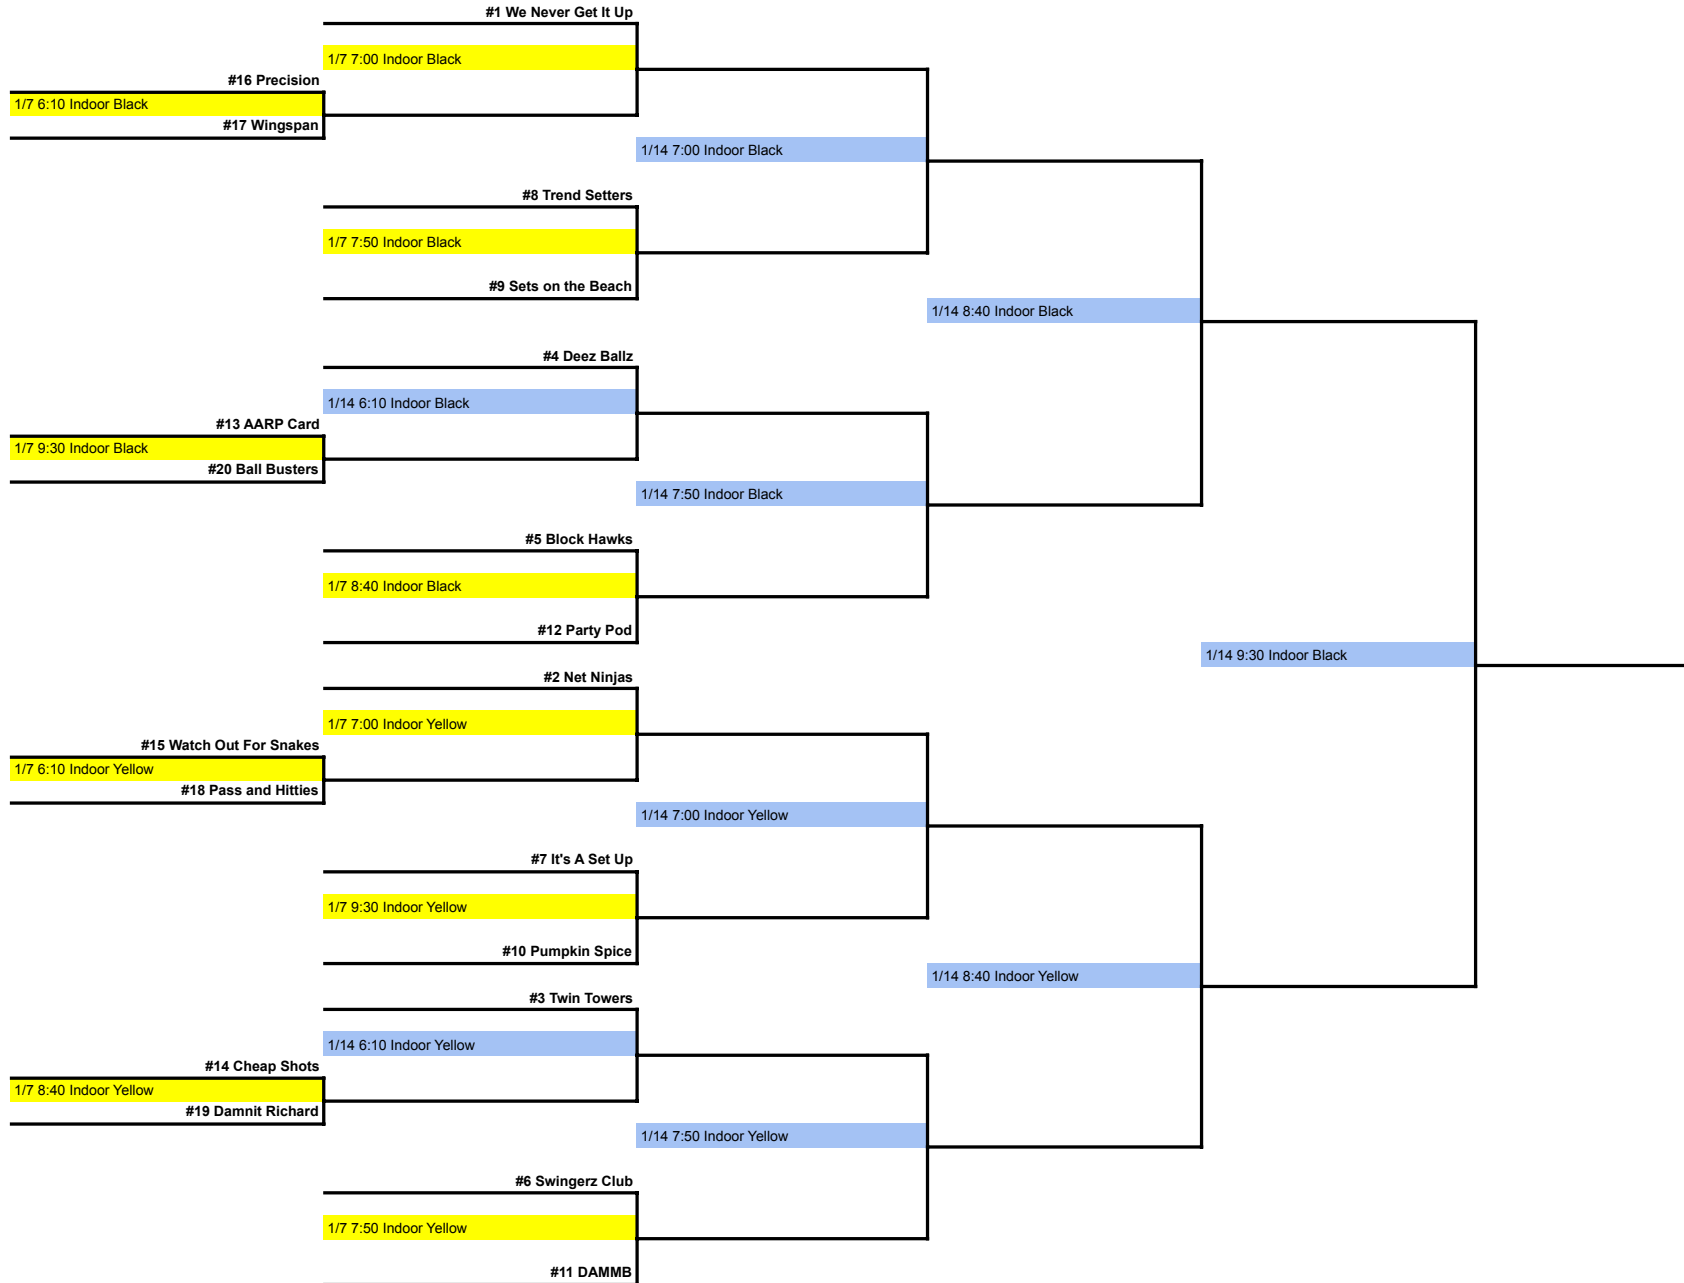 #1 We Never Get It Up
1/7 7:00 Indoor Black
#16 Precision
1/7 6:10 Indoor Black
#17 Wingspan
1/14 7:00 Indoor Black
#8 Trend Setters
1/7 7:50 Indoor Black
#9 Sets on the Beach
1/14 8:40 Indoor Black
#4 Deez Ballz
1/14 6:10 Indoor Black
#13 AARP Card
1/7 9:30 Indoor Black
#20 Ball Busters
1/14 7:50 Indoor Black
#5 Block Hawks
1/7 8:40 Indoor Black
#12 Party Pod
1/14 9:30 Indoor Black
#2 Net Ninjas
1/7 7:00 Indoor Yellow
#15 Watch Out For Snakes
1/7 6:10 Indoor Yellow
#18 Pass and Hitties
1/14 7:00 Indoor Yellow
#7 It's A Set Up
1/7 9:30 Indoor Yellow
#10 Pumpkin Spice
1/14 8:40 Indoor Yellow
#3 Twin Towers
1/14 6:10 Indoor Yellow
#14 Cheap Shots
1/7 8:40 Indoor Yellow
#19 Damnit Richard
1/14 7:50 Indoor Yellow
#6 Swingerz Club
1/7 7:50 Indoor Yellow
#11 DAMMB